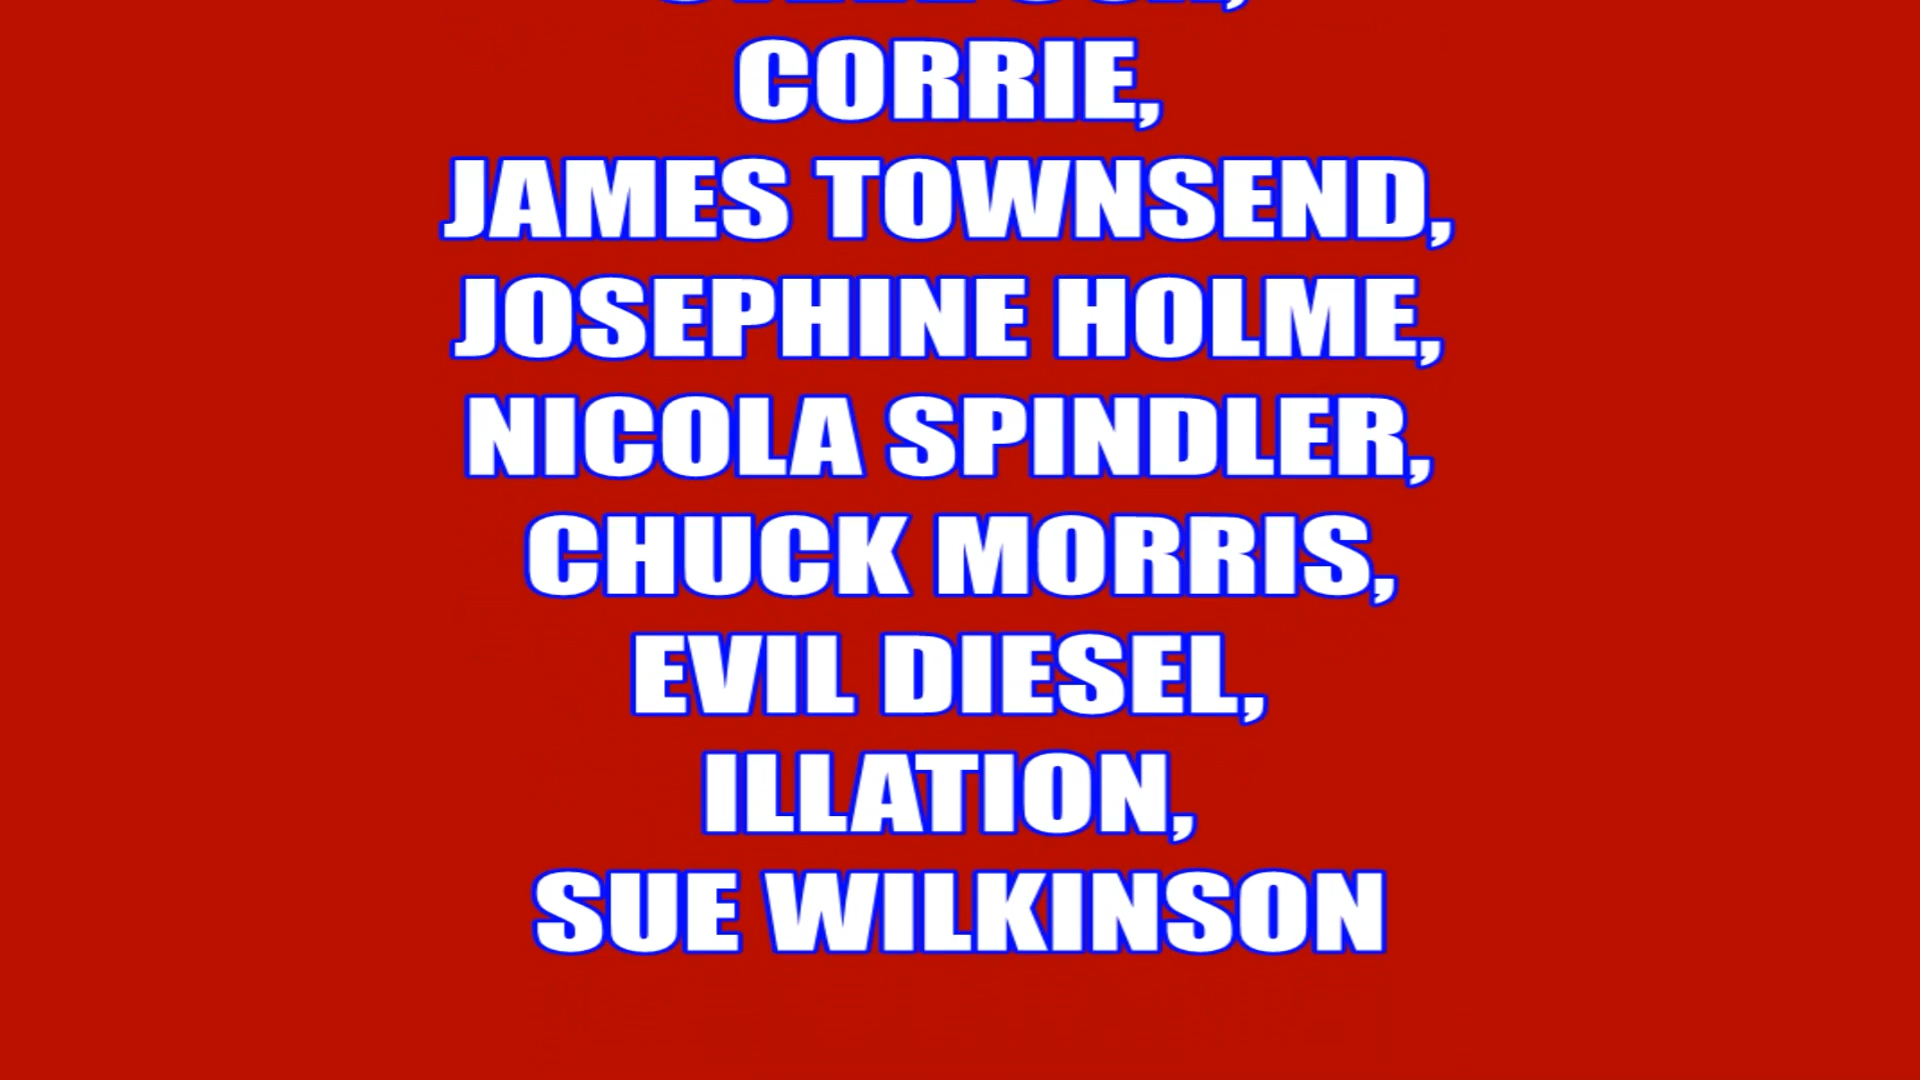 CORRIE,
JAMES TOWNSEND,
JOSEPHINE HOLME,
NICOLA SPINDLER,
CHUCK MORRIS,
EVIL DIESEL,
ILLATION,
SUE WILKINSON